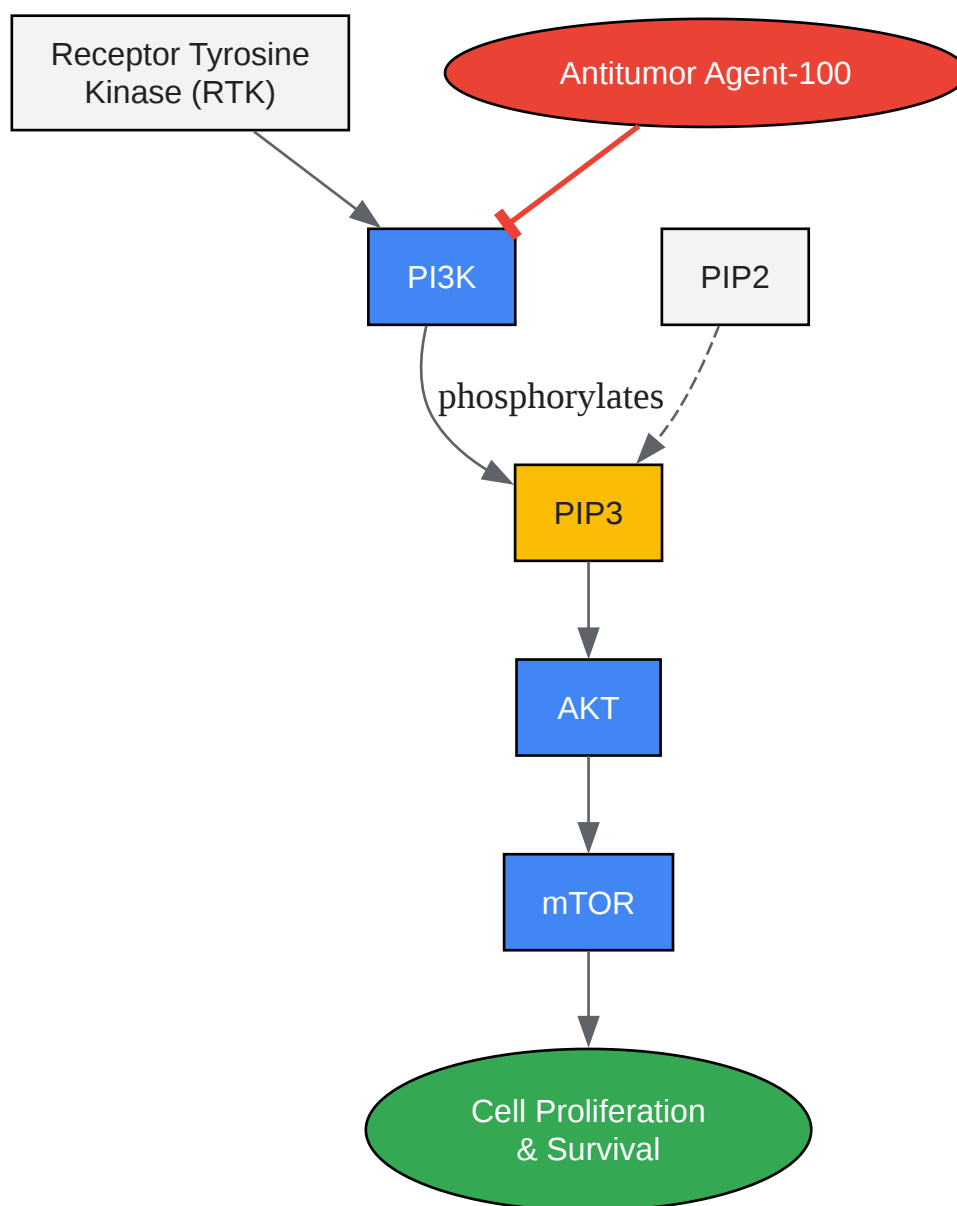 Receptor Tyrosine
Kinase (RTK)
Antitumor Agent-100
PI3K
PIP2
phosphorylates
PIP3
AKT
mTOR
Cell Proliferation
& Survival